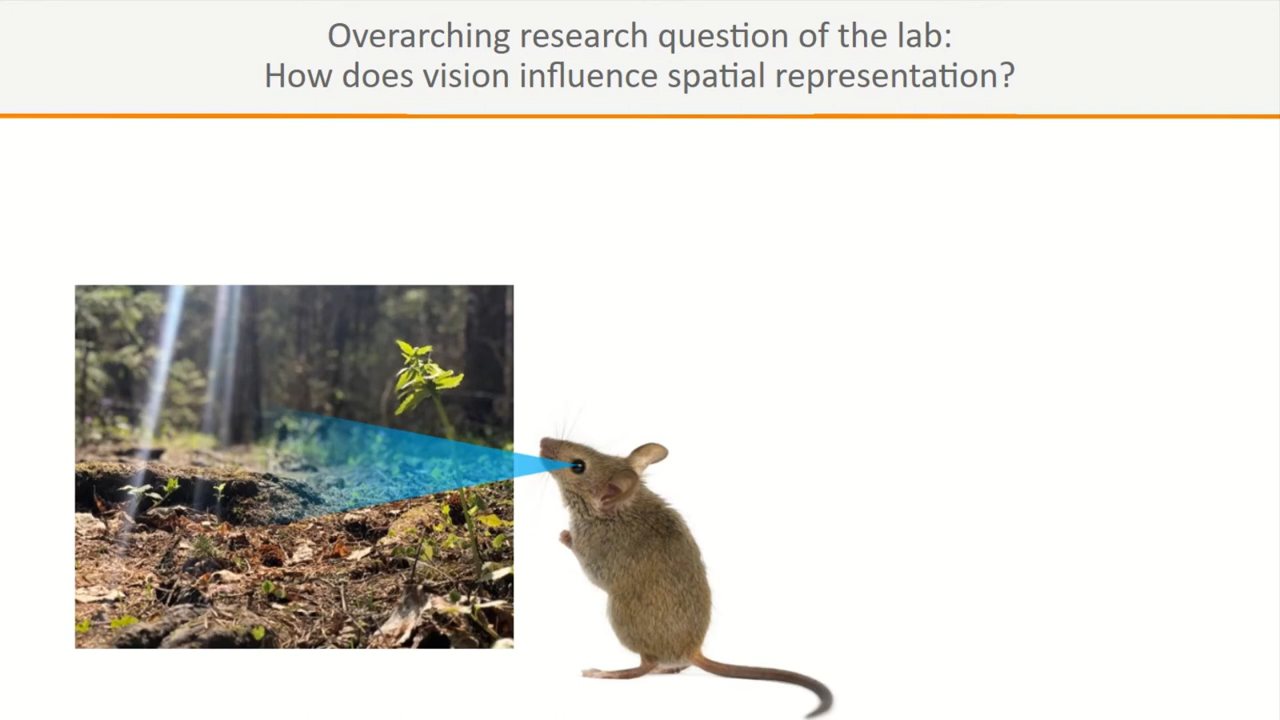 Overarching research question of the lab:
How does vision influence spatial representation?